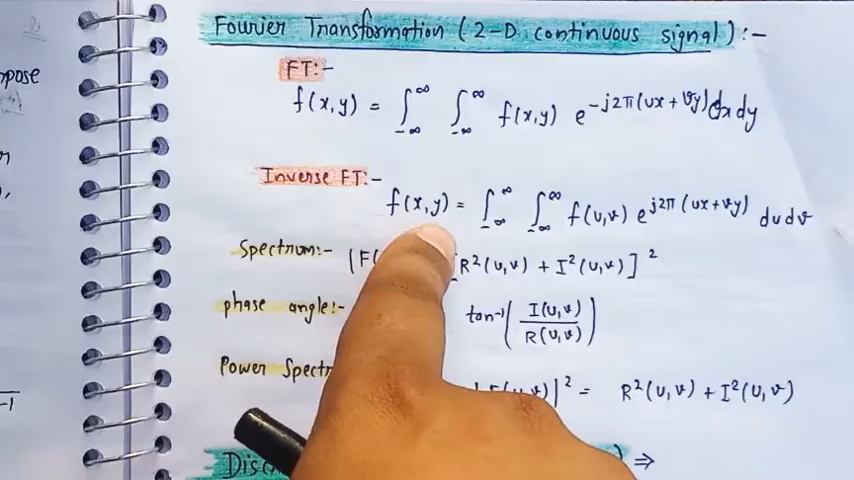 Fourier Transformation (2-D continuous signal) :-
FT:-
f(x,y) = ∫_{-∞}^{∞} ∫_{-∞}^{∞} f(x,y) e^{-j2π(ux+vy)} dx dy
Inverse FT:-
f(x,y) = ∫_{-∞}^{∞} ∫_{-∞}^{∞} f(u,v) e^{j2π(ux+vy)} du dv
Spectrum:- |F( R²(u,v) + I²(u,v)]²
phase angle:- tan⁻¹(I(u,v)/R(u,v))
Power |² = R²(u,v) + I²(u,v)
) ⇒